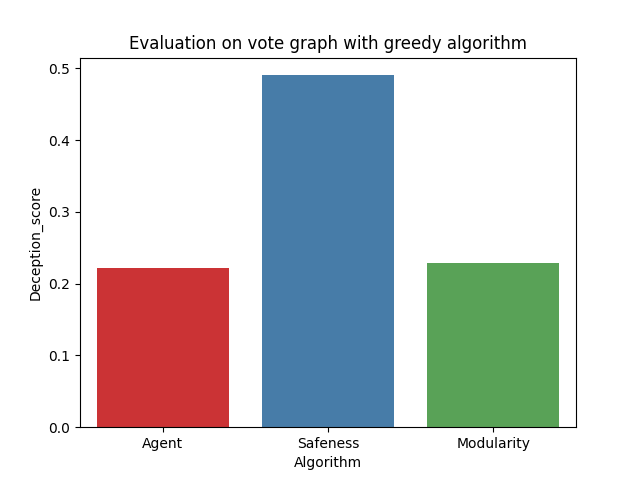 Evaluation on vote graph with greedy algorithm
0.5
0.4
0.3
0.2
0.1
0.0
Deception_score
Agent Safeness Modularity
Algorithm